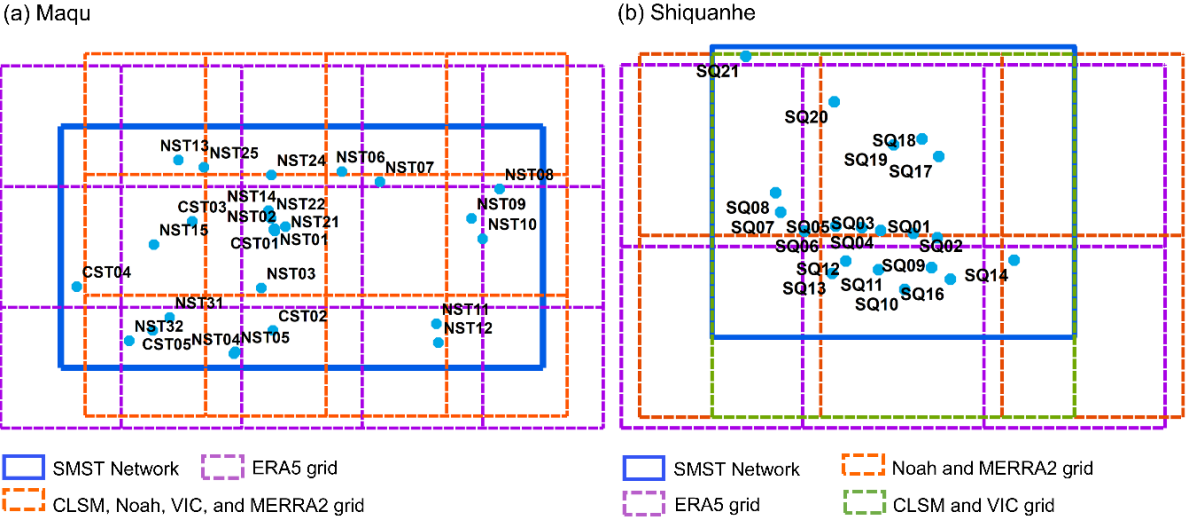 (a) Maqu
(b) Shiquanhe
NST13
NST25
NST24
NST06
NST07
NST08
NST14
NST22
NST09
CST03
NST02
NST21
NST10
NST15
CST01
NST01
CST04
NST03
NST31
NST11
NST32
CST02
NST12
CST05
NST04
NST05
SQ21
SQ20
SQ18
SQ19
SQ17
SQ08
SQ07
SQ05
SQ03
SQ01
SQ06
SQ04
SQ02
SQ12
SQ09
SQ14
SQ13
SQ11
SQ16
SQ10
SMST Network
ERA5 grid
CLSM, Noah, VIC, and MERRA2 grid
SMST Network
Noah and MERRA2 grid
ERA5 grid
CLSM and VIC grid